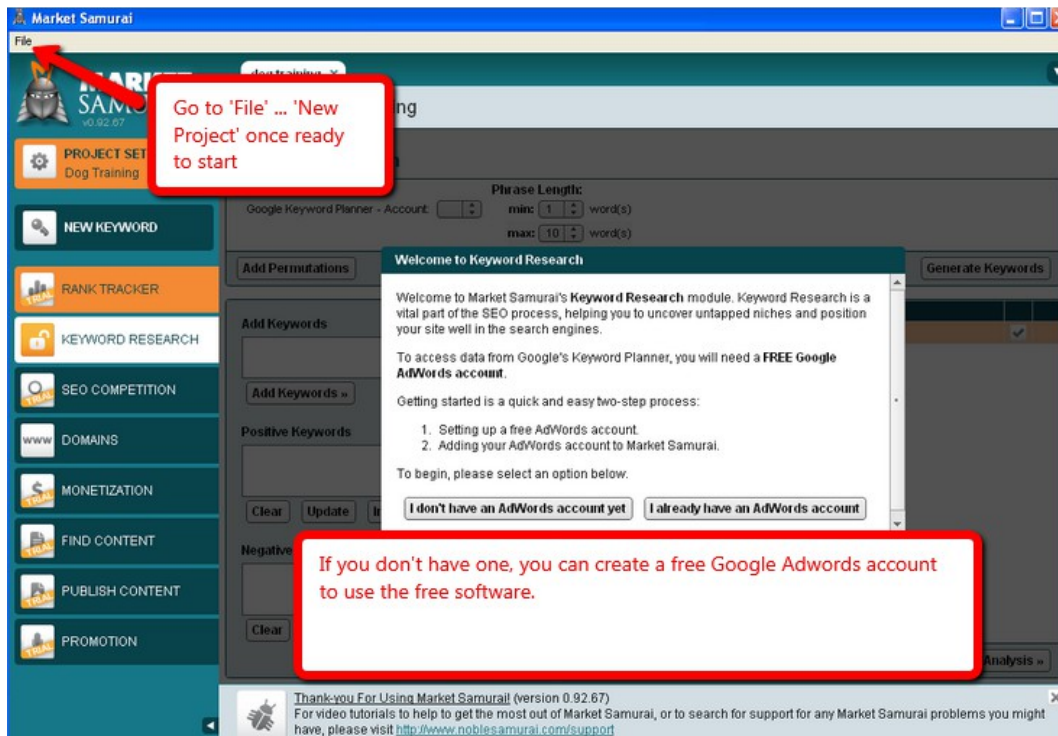 Market Samurai
File
MARKET
SAMU
v0.92.67
dog training
Go to 'File' ... 'New
Project' once ready
to start
ng
PROJECT SET
Dog Training
Phrase Length:
Google Keyword Planner - Account:
min: 1 word(s)
max: 10 word(s)
NEW KEYWORD
Add Permutations
Generate Keywords
Welcome to Keyword Research
Welcome to Market Samurai's Keyword Research module. Keyword Research is a
vital part of the SEO process, helping you to uncover untapped niches and position
your site well in the search engines.
To access data from Google's Keyword Planner, you will need a FREE Google
AdWords account.
Getting started is a quick and easy two-step process:
1. Setting up a free AdWords account.
2. Adding your AdWords account to Market Samurai.
To begin, please select an option below.
I don't have an AdWords account yet
I already have an AdWords account
TRIAL
RANK TRACKER
KEYWORD RESEARCH
TRIAL
SEO COMPETITION
www
DOMAINS
TRIAL
MONETIZATION
TRIAL
FIND CONTENT
TRIAL
PUBLISH CONTENT
TRIAL
PROMOTION
Add Keywords
Add Keywords »
Positive Keywords
Clear
Update
Negative
Clear
If you don't have one, you can create a free Google Adwords account
to use the free software.
Analysis »
Thank-you For Using Market Samurai! (version 0.92.67)
For video tutorials to help to get the most out of Market Samurai, or to search for support for any Market Samurai problems you might
have, please visit http://www.noblesamurai.com/support